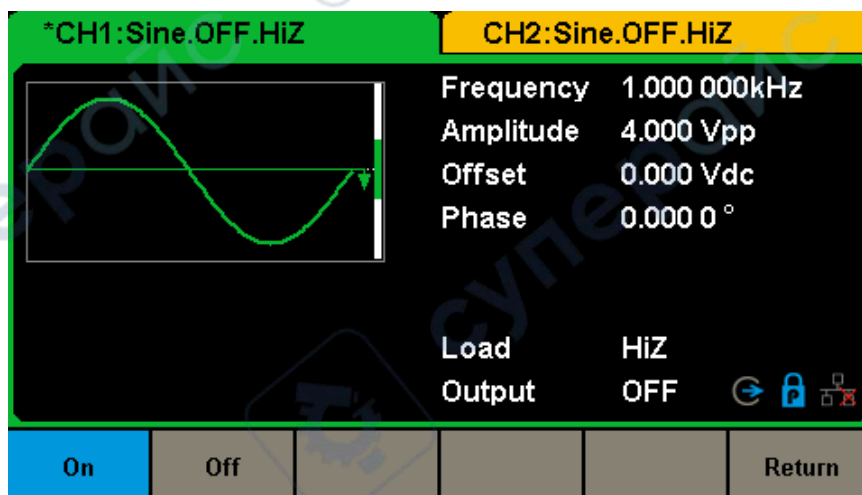 *CH1:Sine.OFF.HiZ
CH2:Sine.OFF.HiZ
Frequency 1.000 000kHz
Amplitude 4.000 Vpp
Offset 0.000 Vdc
Phase 0.000 0 °
Load HiZ
Output OFF
P
On Off Return
суперайс